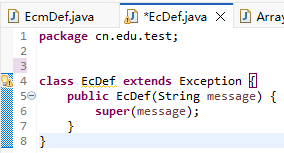 EcmDef.java
*EcDef.java
Array
1 package cn.edu.test;
2
3
4 class EcDef extends Exception {
5 public EcDef(String message) {
6 super(message);
7 }
8 }